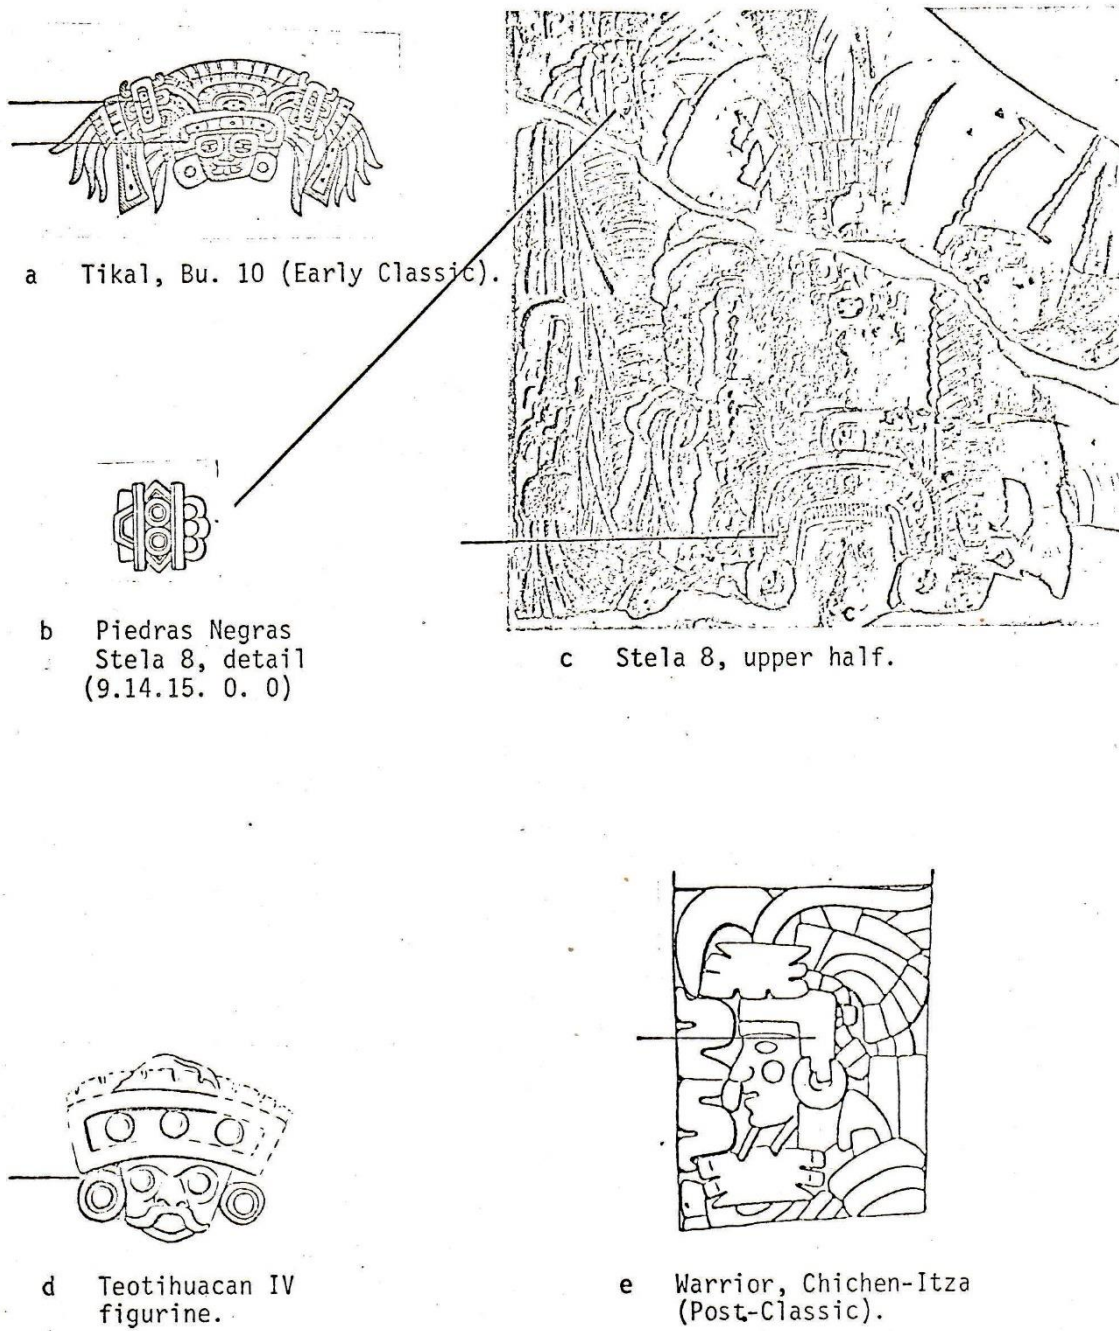 a Tikal, Bu. 10 (Early Classic).
b Piedras Negras
Stela 8, detail
(9.14.15. 0. 0)
c Stela 8, upper half.
d Teotihuacan IV
figurine.
e Warrior, Chichen-Itza
(Post-Classic).